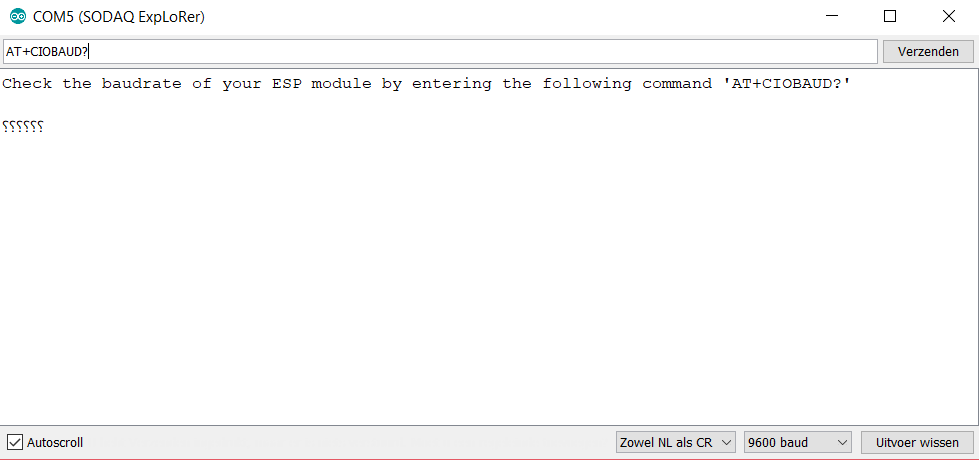 COM5 (SODAQ ExpLoRer)
AT+CIOBAUD?
Verzenden
Check the baudrate of your ESP module by entering the following command 'AT+CIOBAUD?'
⸮⸮⸮⸮⸮⸮
Autoscroll
Zowel NL als CR
9600 baud
Uitvoer wissen